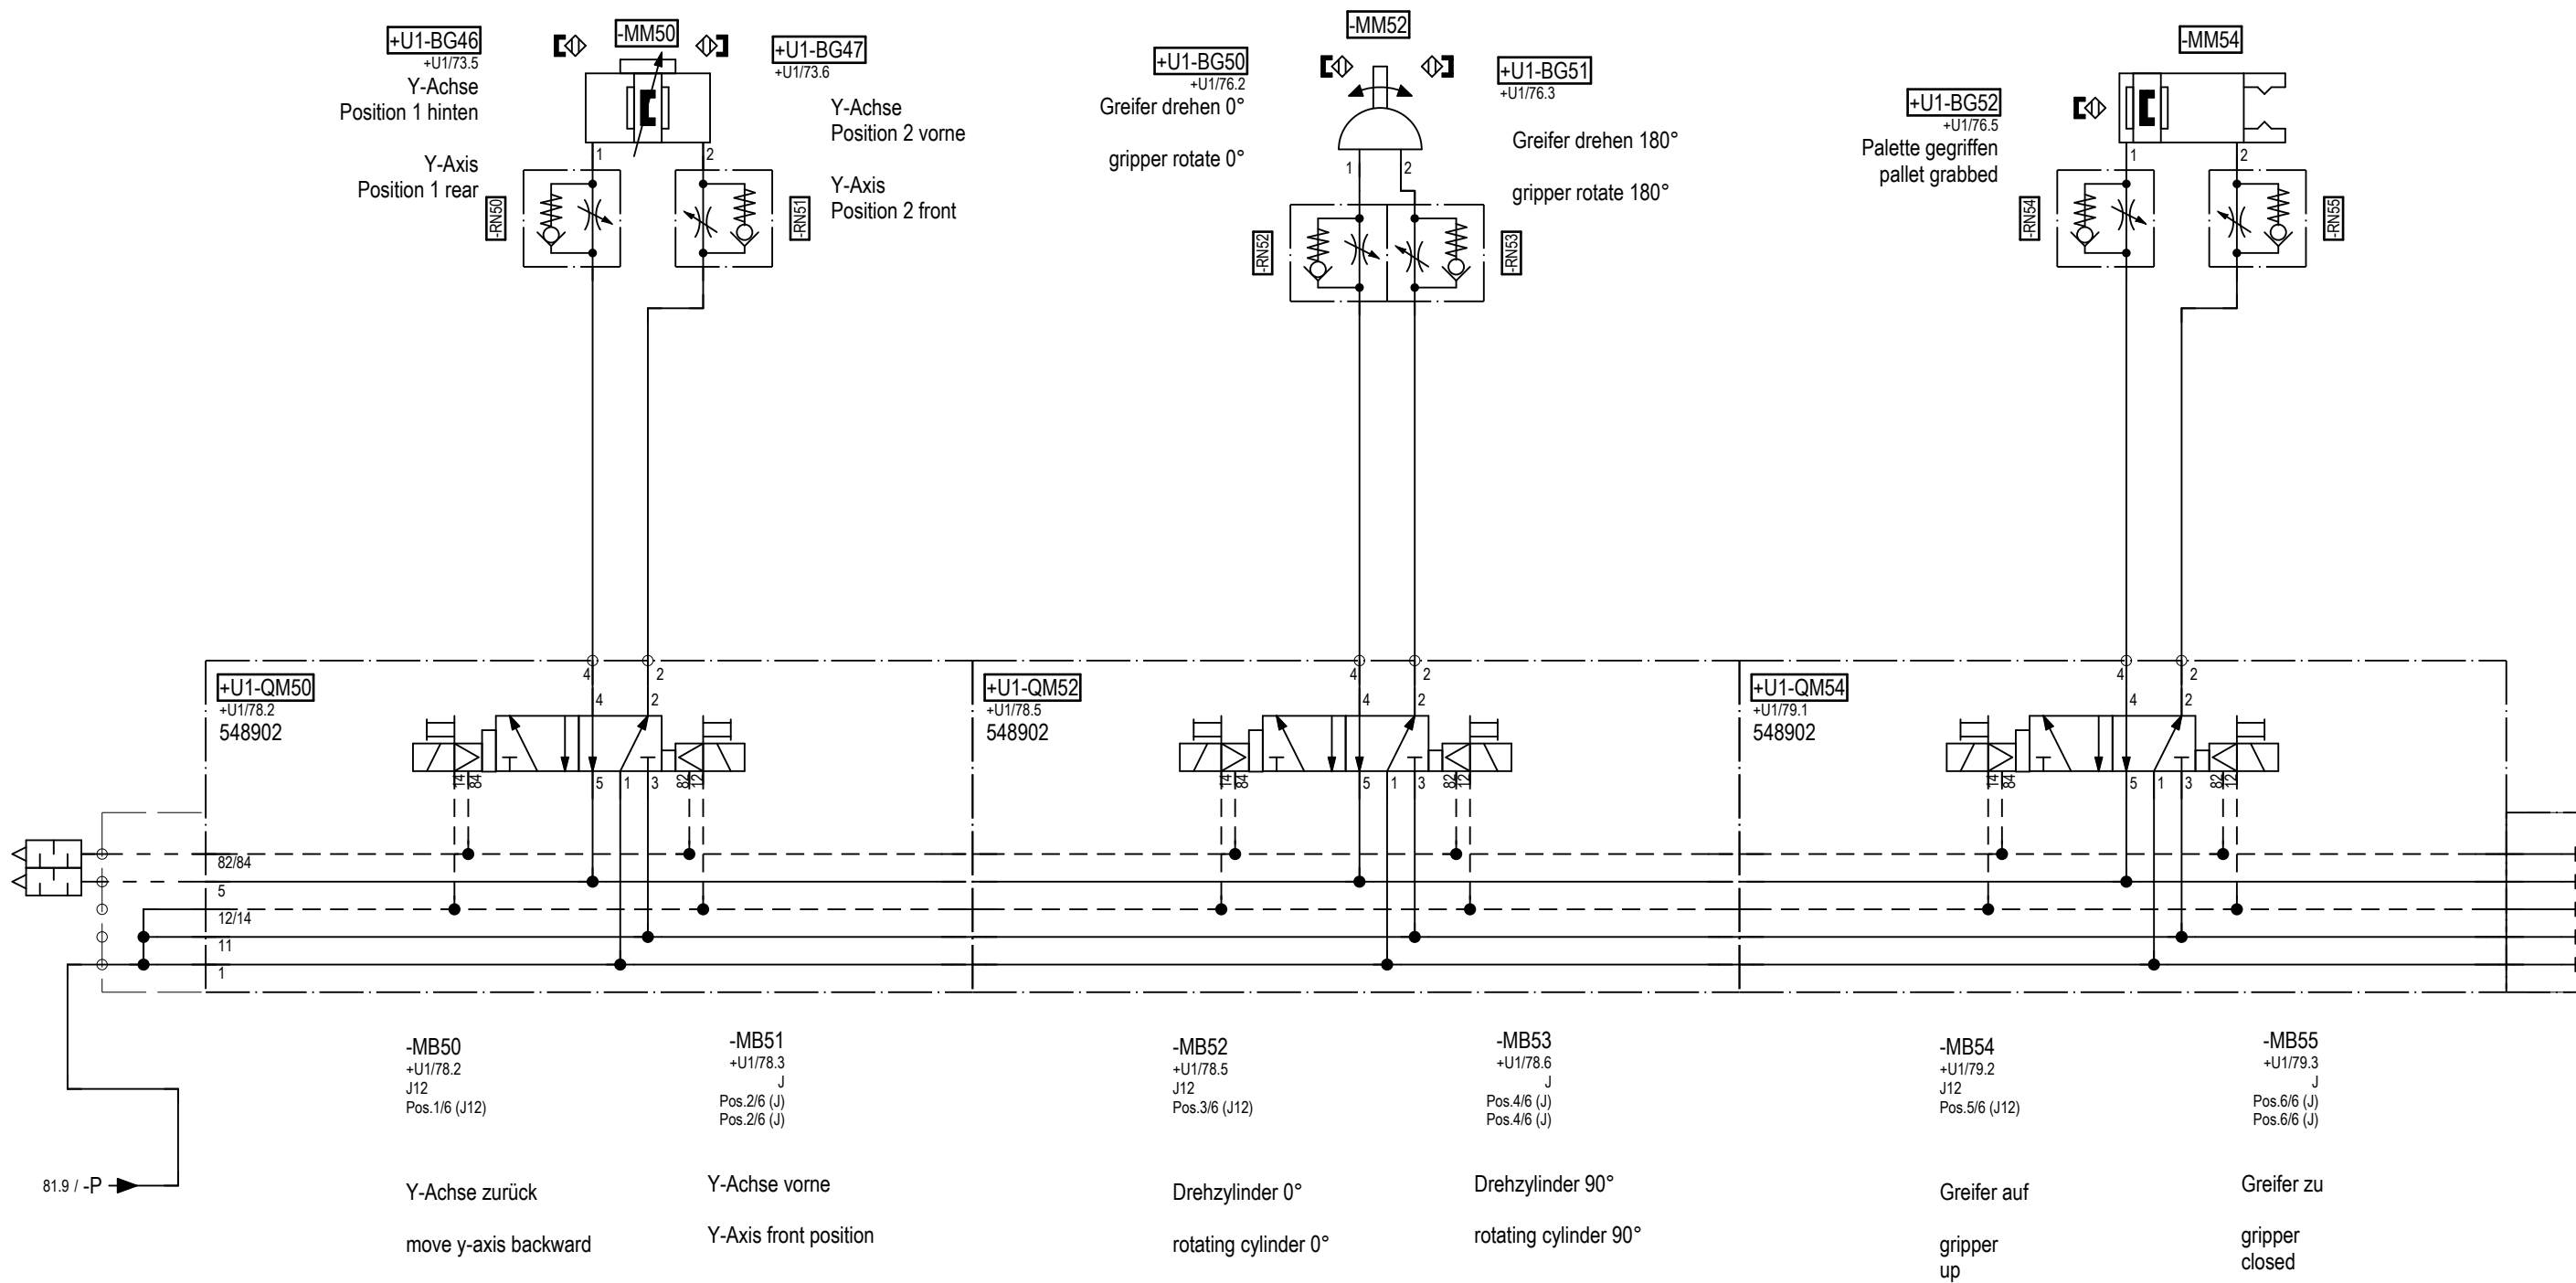 +U1-BG46
+U1/73.5
Y-Achse
Position 1 hinten
Y-Axis
Position 1 rear
-MM50
+U1-BG47
+U1/73.6
Y-Achse
Position 2 vorne
Y-Axis
Position 2 front
1
2
-RN50
-RN51
-MM52
+U1-BG50
+U1/76.2
Greifer drehen 0°
gripper rotate 0°
+U1-BG51
+U1/76.3
Greifer drehen 180°
gripper rotate 180°
1
2
-RN52
-RN53
-MM54
+U1-BG52
+U1/76.5
Palette gegriffen
pallet grabbed
1
2
-RN54
-RN55
+U1-QM50
+U1/78.2
548902
4
2
4
2
14
84
5
1
3
82
12
+U1-QM52
+U1/78.5
548902
4
2
4
2
14
84
5
1
3
82
12
+U1-QM54
+U1/79.1
548902
4
2
4
2
14
84
5
1
3
82
12
82/84
5
12/14
11
1
81.9 / -P
-MB50
+U1/78.2
J12
Pos.1/6 (J12)
Y-Achse zurück
move y-axis backward
-MB51
+U1/78.3
J
Pos.2/6 (J)
Pos.2/6 (J)
Y-Achse vorne
Y-Axis front position
-MB52
+U1/78.5
J12
Pos.3/6 (J12)
Drehzylinder 0°
rotating cylinder 0°
-MB53
+U1/78.6
J
Pos.4/6 (J)
Pos.4/6 (J)
Drehzylinder 90°
rotating cylinder 90°
-MB54
+U1/79.2
J12
Pos.5/6 (J12)
Greifer auf
gripper
up
-MB55
+U1/79.3
J
Pos.6/6 (J)
Pos.6/6 (J)
Greifer zu
gripper
closed